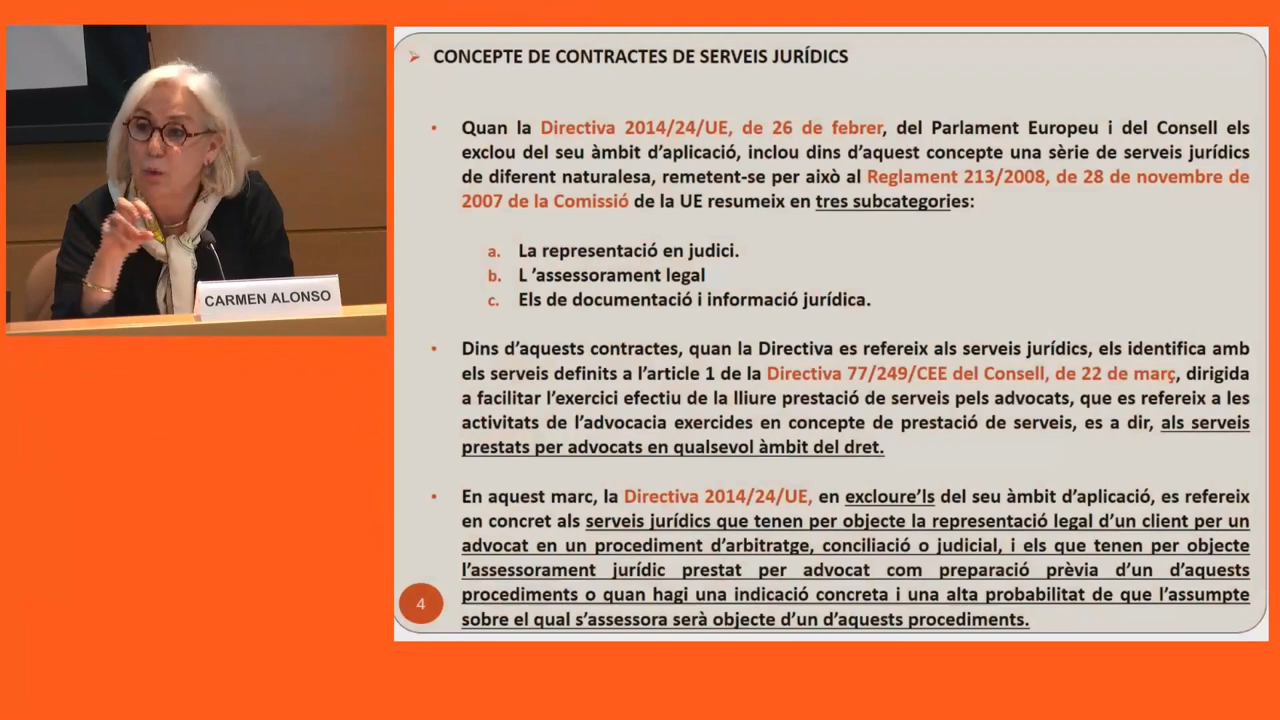 CARMEN ALONSO
CONCEPTE DE CONTRACTES DE SERVEIS JURÍDICS
• Quan la Directiva 2014/24/UE, de 26 de febrer, del Parlament Europeu i del Consell els
exclou del seu àmbit d’aplicació, inclou dins d’aquest concepte una sèrie de serveis jurídics
de diferent naturalesa, remetent-se per això al Reglament 213/2008, de 28 de novembre de
2007 de la Comissió de la UE resumeix en tres subcategories:
a. La representació en judici.
b. L ’assessorament legal
c. Els de documentació i informació jurídica.
• Dins d’aquests contractes, quan la Directiva es refereix als serveis jurídics, els identifica amb
els serveis definits a l’article 1 de la Directiva 77/249/CEE del Consell, de 22 de març, dirigida
a facilitar l’exercici efectiu de la lliure prestació de serveis pels advocats, que es refereix a les
activitats de l’advocacia exercides en concepte de prestació de serveis, es a dir, als serveis
prestats per advocats en qualsevol àmbit del dret.
• En aquest marc, la Directiva 2014/24/UE, en excloure’ls del seu àmbit d’aplicació, es refereix
en concret als serveis jurídics que tenen per objecte la representació legal d’un client per un
advocat en un procediment d’arbitratge, conciliació o judicial, i els que tenen per objecte
l’assessorament jurídic prestat per advocat com preparació prèvia d’un d’aquests
procediments o quan hagi una indicació concreta i una alta probabilitat de que l’assumpte
sobre el qual s’assessora serà objecte d’un d’aquests procediments.
4